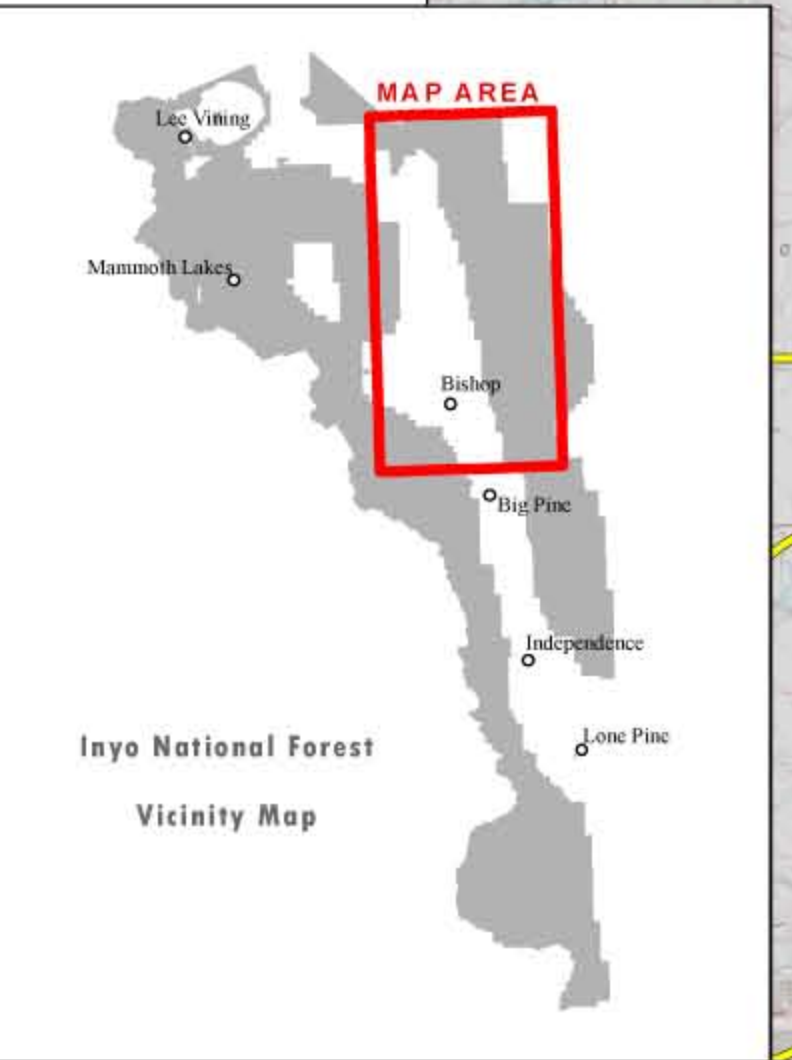 MAP AREA
Lee Vining
Mammoth Lakes
Bishop
Big Pine
Independence
Lone Pine
Inyo National Forest
Vicinity Map